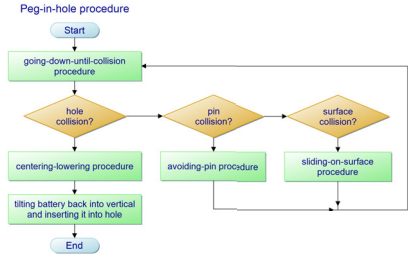 Peg-in-hole procedure
Start
going-down-until-collision
procedure
hole
collision?
pin
collision?
surface
collision?
centering-lowering procedure
avoiding-pin procedure
sliding-on-surface
procedure
tilting battery back into vertical
and inserting it into hole
End